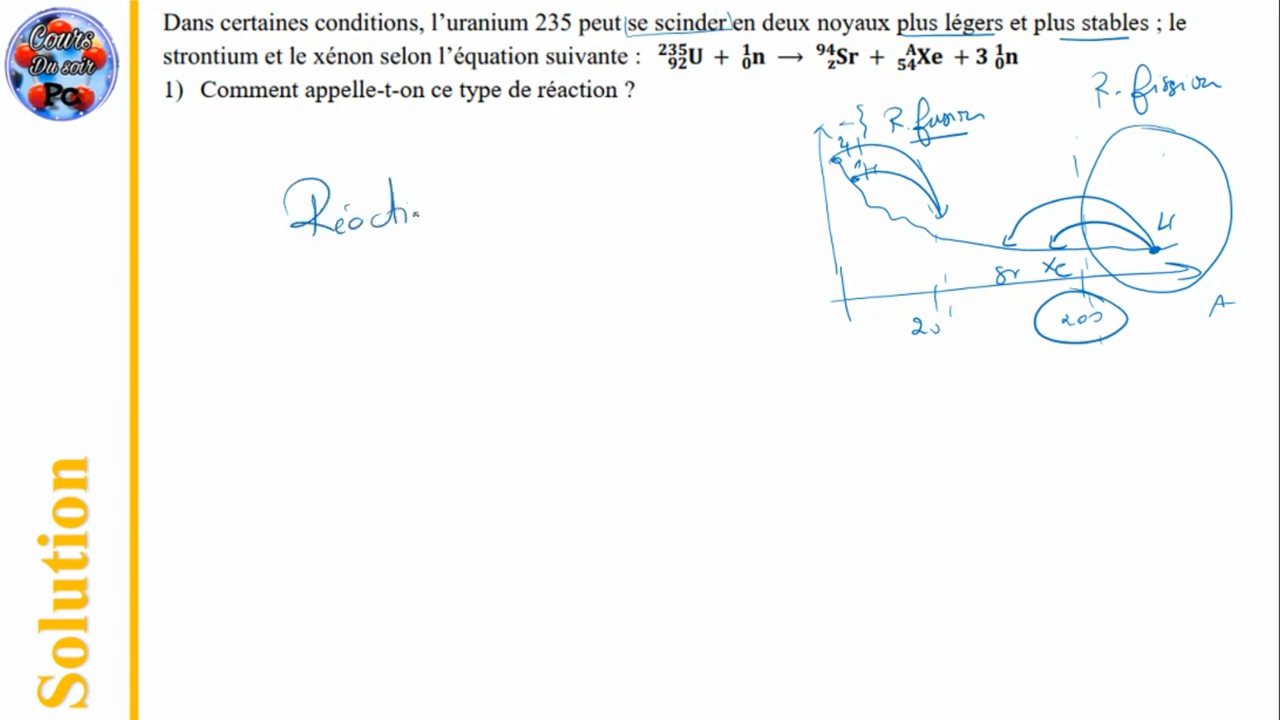 Cours
Du soir
PC
Dans certaines conditions, l’uranium 235 peut se scinder en deux noyaux plus légers et plus stables ; le
strontium et le xénon selon l’équation suivante : ²³⁵₉₂U + ¹₀n → ⁹⁴_zSr + ᴬ₅₄Xe + 3 ¹₀n
1) Comment appelle-t-on ce type de réaction ?
R. fission
R. fusion
Réacti
Sr Xe U
20 200 A
Solution